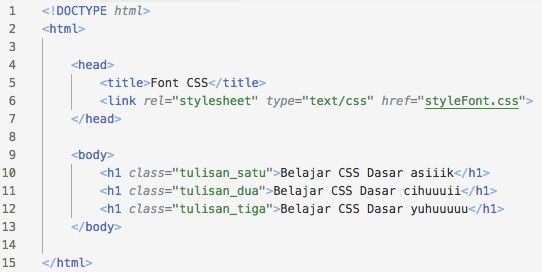 1 <!DOCTYPE html>
2 <html>
3
4 <head>
5 <title>Font CSS</title>
6 <link rel="stylesheet" type="text/css" href="styleFont.css">
7 </head>
8
9 <body>
10 <h1 class="tulisan_satu">Belajar CSS Dasar asiiik</h1>
11 <h1 class="tulisan_dua">Belajar CSS Dasar cihuuuii</h1>
12 <h1 class="tulisan_tiga">Belajar CSS Dasar yuhuuuuu</h1>
13 </body>
14
15 </html>